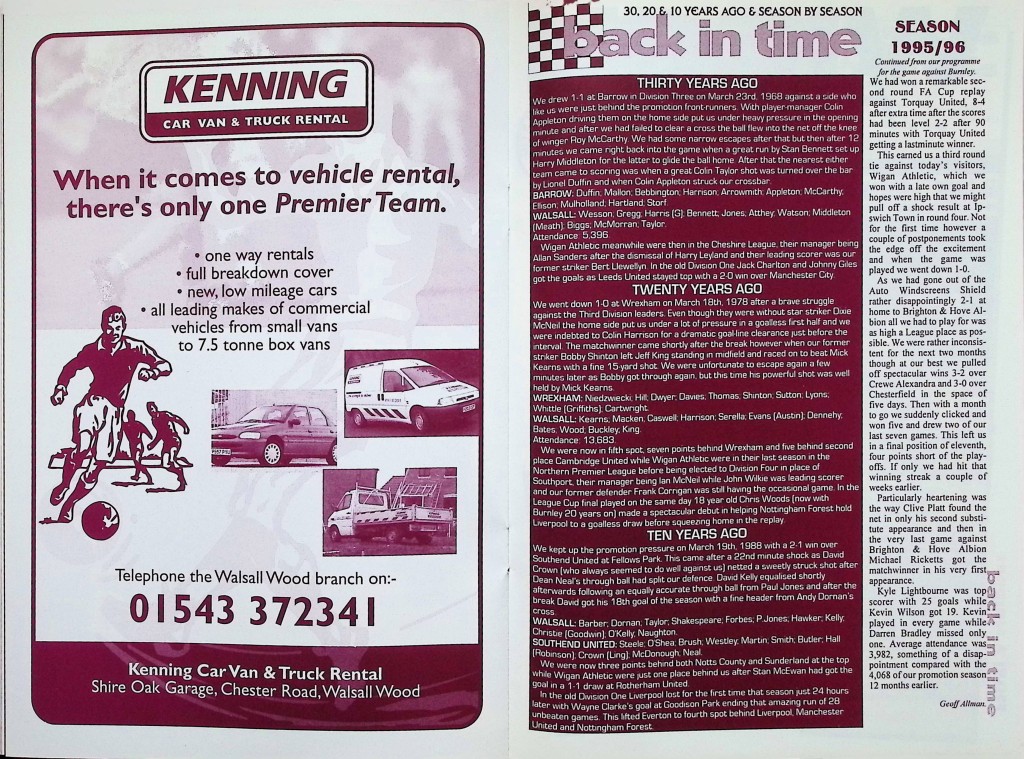 KENNING
CAR VAN & TRUCK RENTAL
When it comes to vehicle rental,
there's only one Premier Team.
• one way rentals
• full breakdown cover
• new, low mileage cars
• all leading makes of commercial
vehicles from small vans
to 7.5 tonne box vans
Telephone the Walsall Wood branch on:-
01543 372341
Kenning Car Van & Truck Rental
Shire Oak Garage, Chester Road, Walsall Wood
30, 20 & 10 YEARS AGO & SEASON BY SEASON
back in time
THIRTY YEARS AGO
We drew 1-1 at Barrow in Division Three on March 23rd, 1968 against a side who
like us were just behind the promotion front-runners. With player-manager Colin
Appleton driving them on the home side put us under heavy pressure in the opening
minute and after we had failed to clear a cross the ball flew into the net off the knee
of winger Roy McCarthy. We had some narrow escapes after that but then after 12
minutes we came right back into the game when a great run by Stan Bennett set up
Harry Middleton for the latter to glide the ball home. After that the nearest either
team came to scoring was when a great Colin Taylor shot was turned over the bar
by Lionel Duffin and when Colin Appleton struck our crossbar.
BARROW: Duffin; Mallon; Bebbington; Harrison; Arrowmith; Appleton; McCarthy;
Ellison; Mulholland; Hartland; Storf.
WALSALL: Wesson; Gregg; Harris (G); Bennett; Jones; Atthey; Watson; Middleton
(Meath); Biggs; McMorran; Taylor.
Attendance: 5,396.
Wigan Athletic meanwhile were then in the Cheshire League, their manager being
Allan Sanders after the dismissal of Harry Leyland and their leading scorer was our
former striker Bert Llewellyn. In the old Division One Jack Charlton and Johnny Giles
got the goals as Leeds United stayed top with a 2-0 win over Manchester City.
TWENTY YEARS AGO
We went down 1-0 at Wrexham on March 18th, 1978 after a brave struggle
against the Third Division leaders. Even though they were without star striker Dixie
McNeil the home side put us under a lot of pressure in a goalless first half and we
were indebted to Colin Harrison for a dramatic goal-line clearance just before the
interval. The matchwinner came shortly after the break however when our former
striker Bobby Shinton left Jeff King standing in midfield and raced on to beat Mick
Kearns with a fine 15-yard shot. We were unfortunate to escape again a few
minutes later as Bobby got through again, but this time his powerful shot was well
held by Mick Kearns.
WREXHAM: Niedzwiecki; Hill; Dwyer; Davies; Thomas; Shinton; Sutton; Lyons;
Whittle (Griffiths); Cartwright.
WALSALL: Kearns; Macken, Caswell; Harrison; Serella; Evans (Austin); Dennehy;
Bates, Wood; Buckley; King.
Attendance: 13,683.
We were now in fifth spot, seven points behind Wrexham and five behind second
place Cambridge United while Wigan Athletic were in their last season in the
Northern Premier League before being elected to Division Four in place of
Southport, their manager being Ian McNeil while John Wilkie was leading scorer
and our former defender Frank Corrigan was still having the occasional game. In the
League Cup final played on the same day 18 year old Chris Woods (now with
Burnley 20 years on) made a spectacular debut in helping Nottingham Forest hold
Liverpool to a goalless draw before squeezing home in the replay.
TEN YEARS AGO
We kept up the promotion pressure on March 19th, 1988 with a 2-1 win over
Southend United at Fellows Park. This came after a 22nd minute shock as David
Crown (who always seemed to do well against us) netted a sweetly struck shot after
Dean Neal's through ball had split our defence. David Kelly equalised shortly
afterwards following an equally accurate through ball from Paul Jones and after the
break David got his 18th goal of the season with a fine header from Andy Dornan's
cross.
WALSALL: Barber; Dornan; Taylor; Shakespeare; Forbes; P.Jones; Hawker; Kelly;
Christie (Goodwin); O'Kelly, Naughton.
SOUTHEND UNITED: Steele; O'Shea; Brush; Westley; Martin; Smith; Butler; Hall
(Robinson); Crown (Ling); McDonough; Neal.
We were now three points behind both Notts County and Sunderland at the top
while Wigan Athletic were just one place behind us after Stan McEwan had got the
goal in a 1-1 draw at Rotherham United.
In the old Division One Liverpool lost for the first time that season just 24 hours
later with Wayne Clarke's goal at Goodison Park ending that amazing run of 28
unbeaten games. This lifted Everton to fourth spot behind Liverpool, Manchester
United and Nottingham Forest.
SEASON
1995/96
Continued from our programme
for the game against Burnley.
We had won a remarkable sec-
ond round FA Cup replay
against Torquay United, 8-4
after extra time after the scores
had been level 2-2 after 90
minutes with Torquay United
getting a lastminute winner.
This earned us a third round
tie against today's visitors,
Wigan Athletic, which we
won with a late own goal and
hopes were high that we might
pull off a shock result at Ip-
swich Town in round four. Not
for the first time however a
couple of postponements took
the edge off the excitement
and when the game was
played we went down 1-0.
As we had gone out of the
Auto Windscreens Shield
rather disappointingly 2-1 at
home to Brighton & Hove Al-
bion all we had to play for was
as high a League place as pos-
sible. We were rather inconsis-
tent for the next two months
though at our best we pulled
off spectacular wins 3-2 over
Crewe Alexandra and 3-0 over
Chesterfield in the space of
five days. Then with a month
to go we suddenly clicked and
won five and drew two of our
last seven games. This left us
in a final position of eleventh,
four points short of the play-
offs. If only we had hit that
winning streak a couple of
weeks earlier.
Particularly heartening was
the way Clive Platt found the
net in only his second substi-
tute appearance and then in
the very last game against
Brighton & Hove Albion
Michael Ricketts got the
matchwinner in his very first
appearance.
Kyle Lightbourne was top
scorer with 25 goals while
Kevin Wilson got 19. Kevin
played in every game while
Darren Bradley missed only
one. Average attendance was
3,982, something of a disap-
pointment compared with the
4,068 of our promotion season
12 months earlier.
Geoff Allman.
back in time